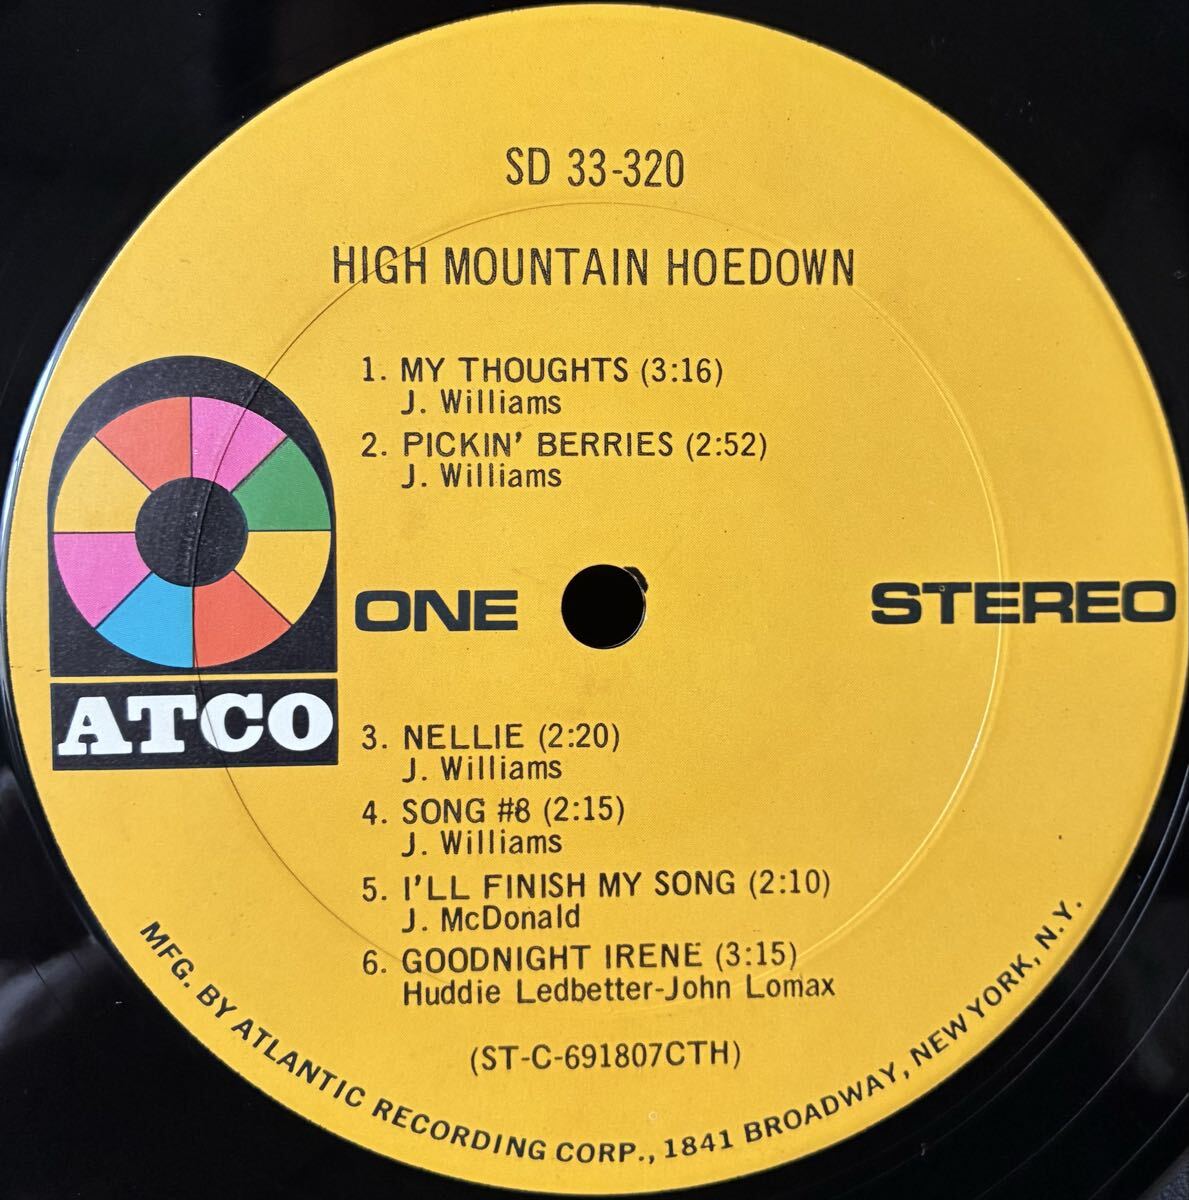 SD 33-320
HIGH MOUNTAIN HOEDOWN
1. MY THOUGHTS (3:16)
J. Williams
2. PICKIN' BERRIES (2:52)
J. Williams
ONE
STEREO
ATCO
3. NELLIE (2:20)
J. Williams
4. SONG #8 (2:15)
J. Williams
5. I'LL FINISH MY SONG (2:10)
J. McDonald
6. GOODNIGHT IRENE (3:15)
Huddie Ledbetter-John Lomax
(ST-C-691807CTH)
MFG. BY ATLANTIC RECORDING CORP., 1841 BROADWAY, NEW YORK, N.Y.